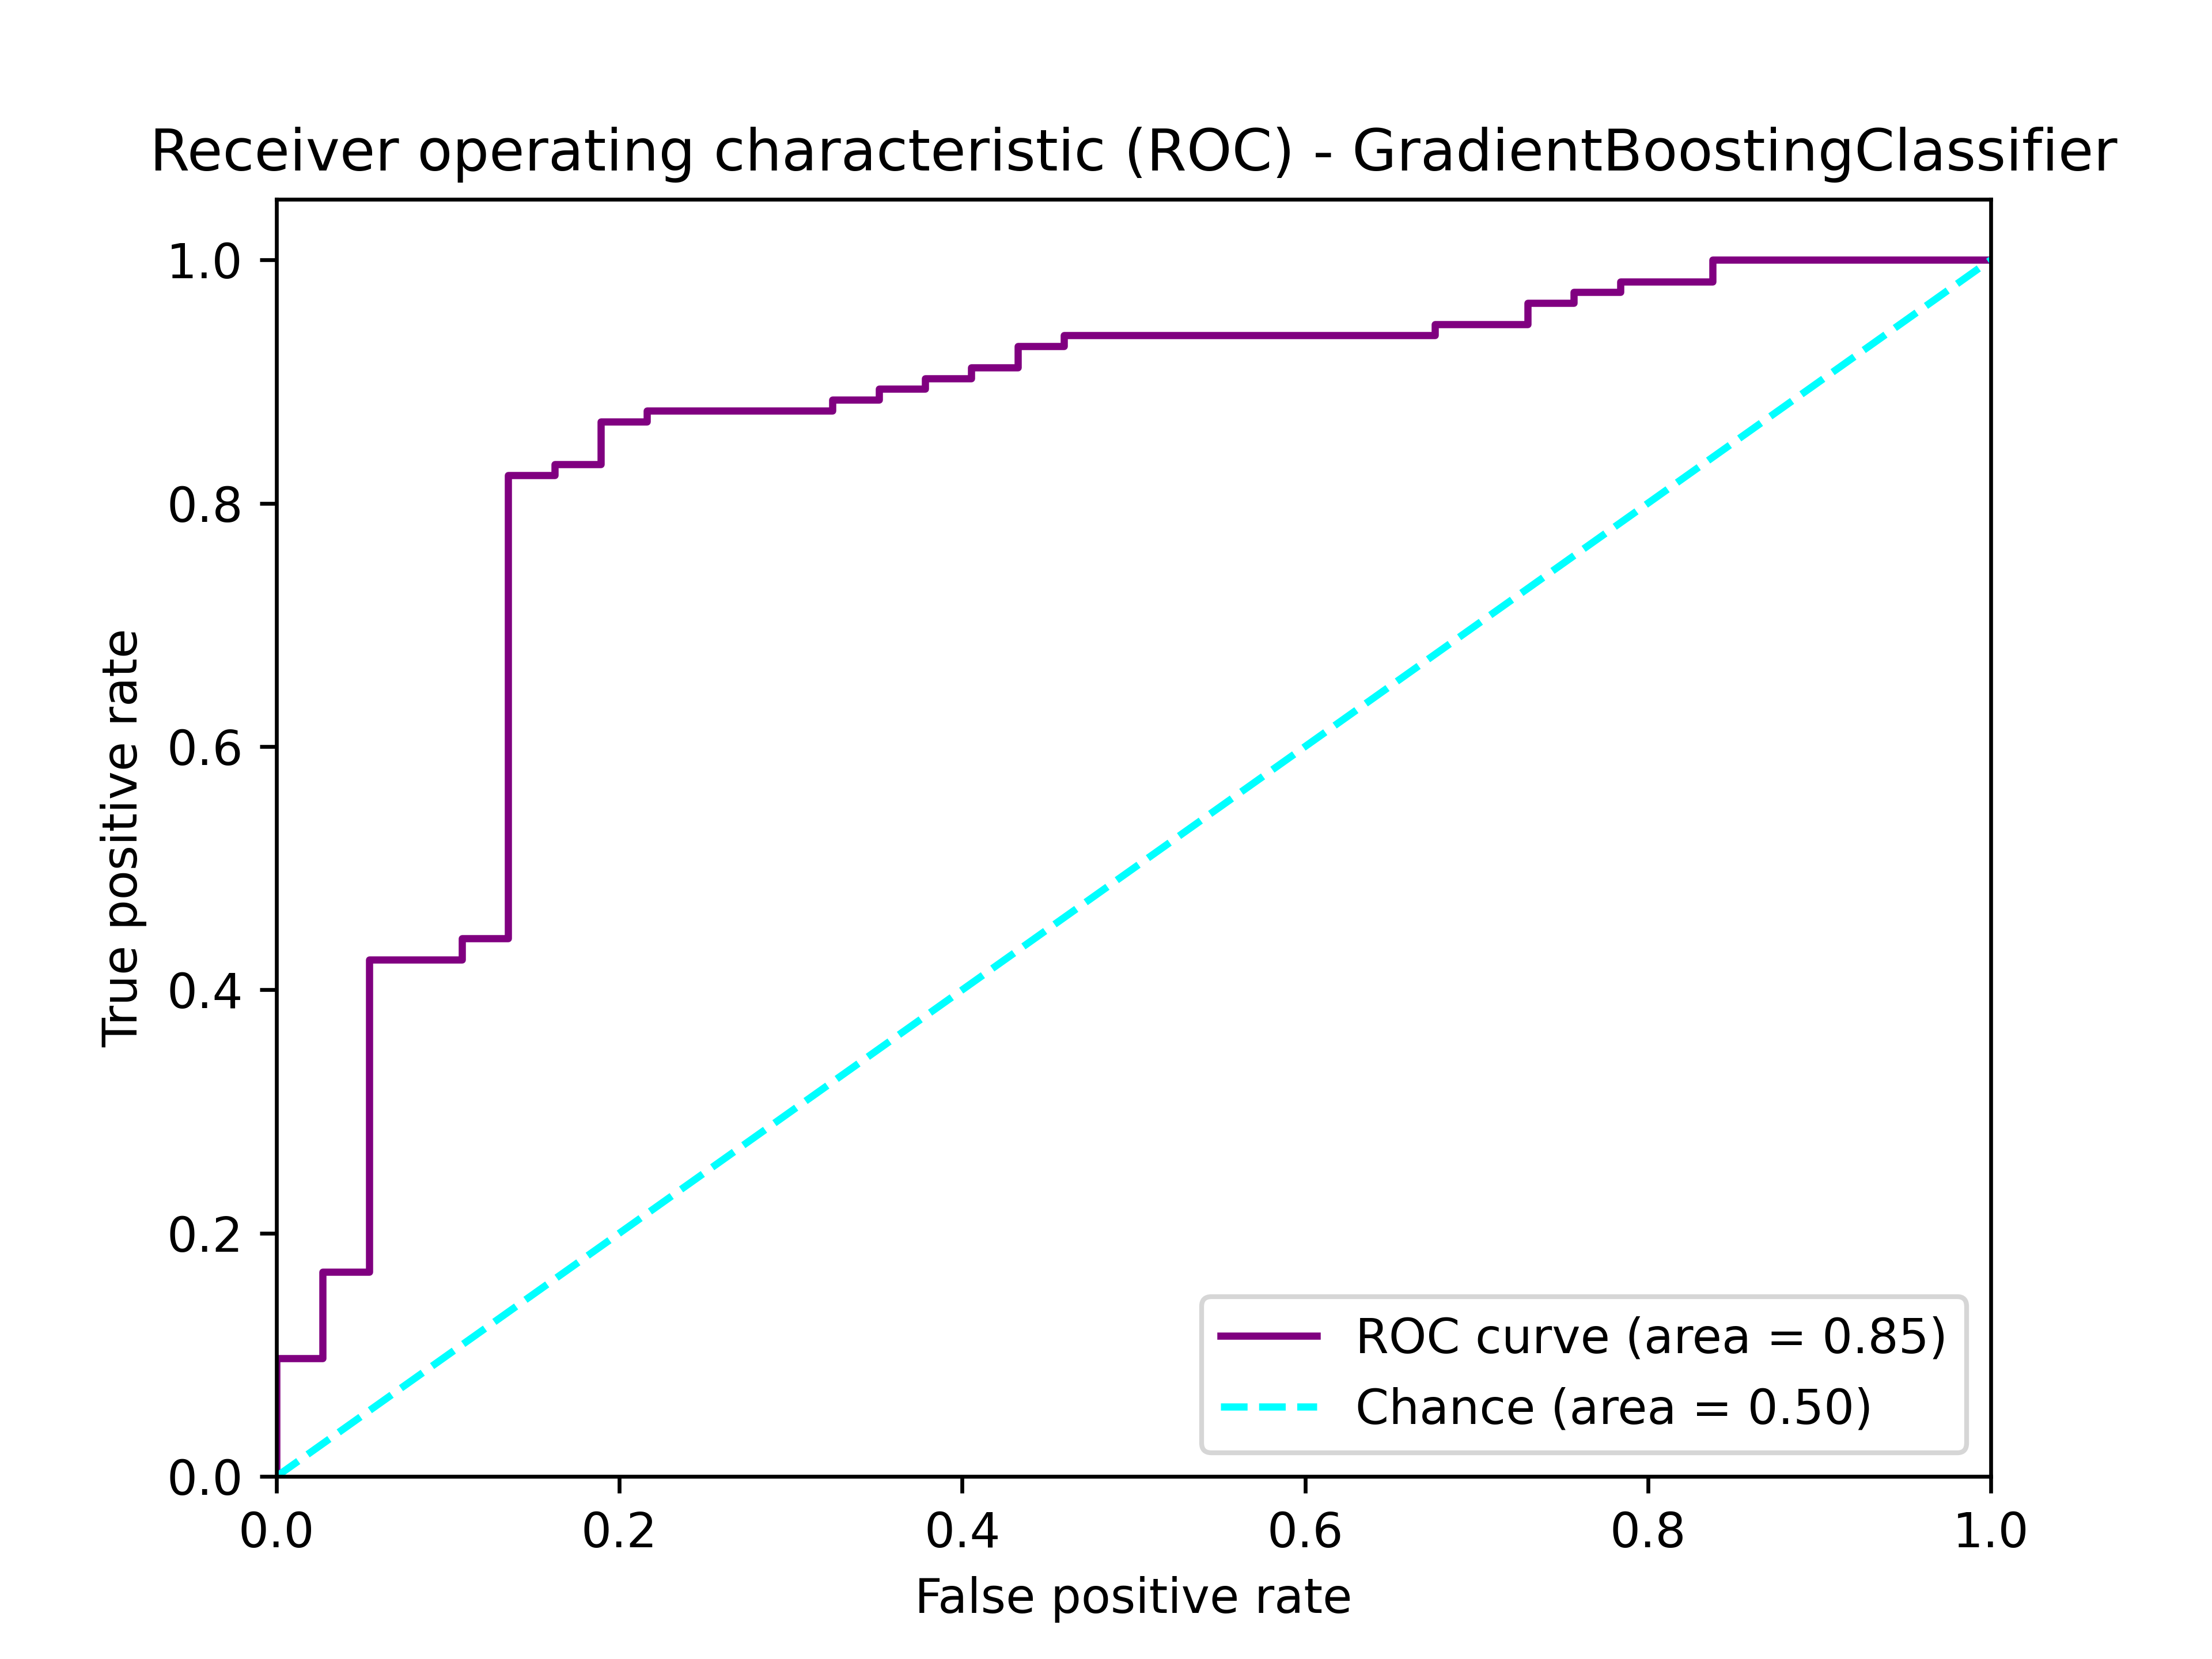 Receiver operating characteristic (ROC) - GradientBoostingClassifier
True positive rate
1.0
0.8
0.6
0.4
0.2
0.0
0.0 0.2 0.4 0.6 0.8 1.0
False positive rate
ROC curve (area = 0.85)
Chance (area = 0.50)